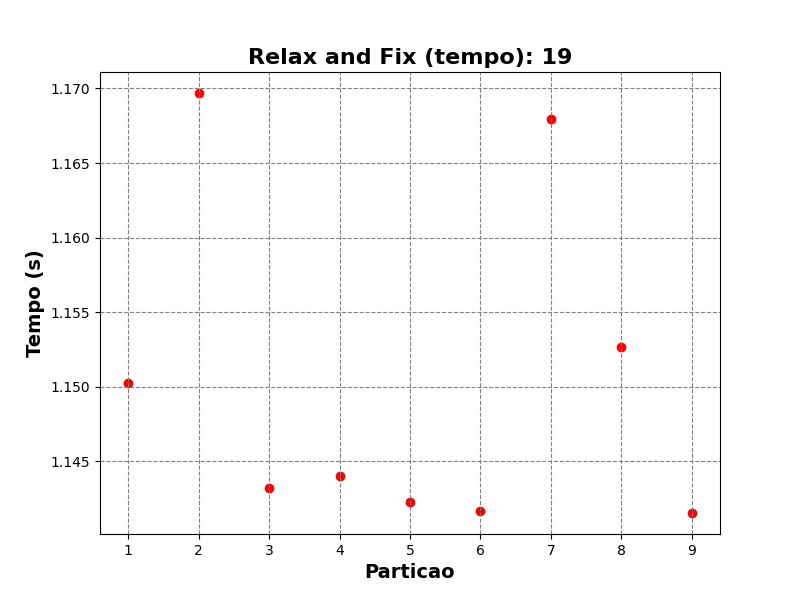 Relax and Fix (tempo): 19
1.170
1.165
1.160
1.155
1.150
1.145
Tempo (s)
1 2 3 4 5 6 7 8 9
Particao